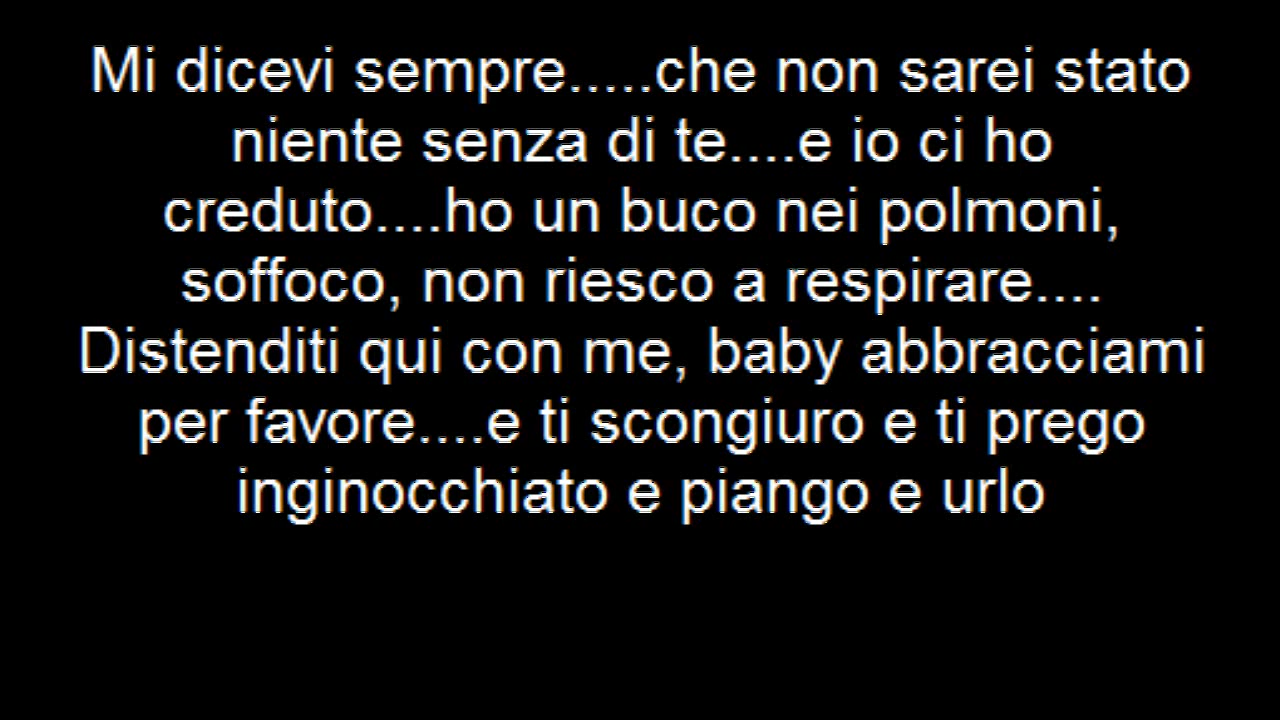 Mi dicevi sempre.....che non sarei stato
niente senza di te....e io ci ho
creduto....ho un buco nei polmoni,
soffoco, non riesco a respirare....
Distenditi qui con me, baby abbracciami
per favore....e ti scongiuro e ti prego
inginocchiato e piango e urlo